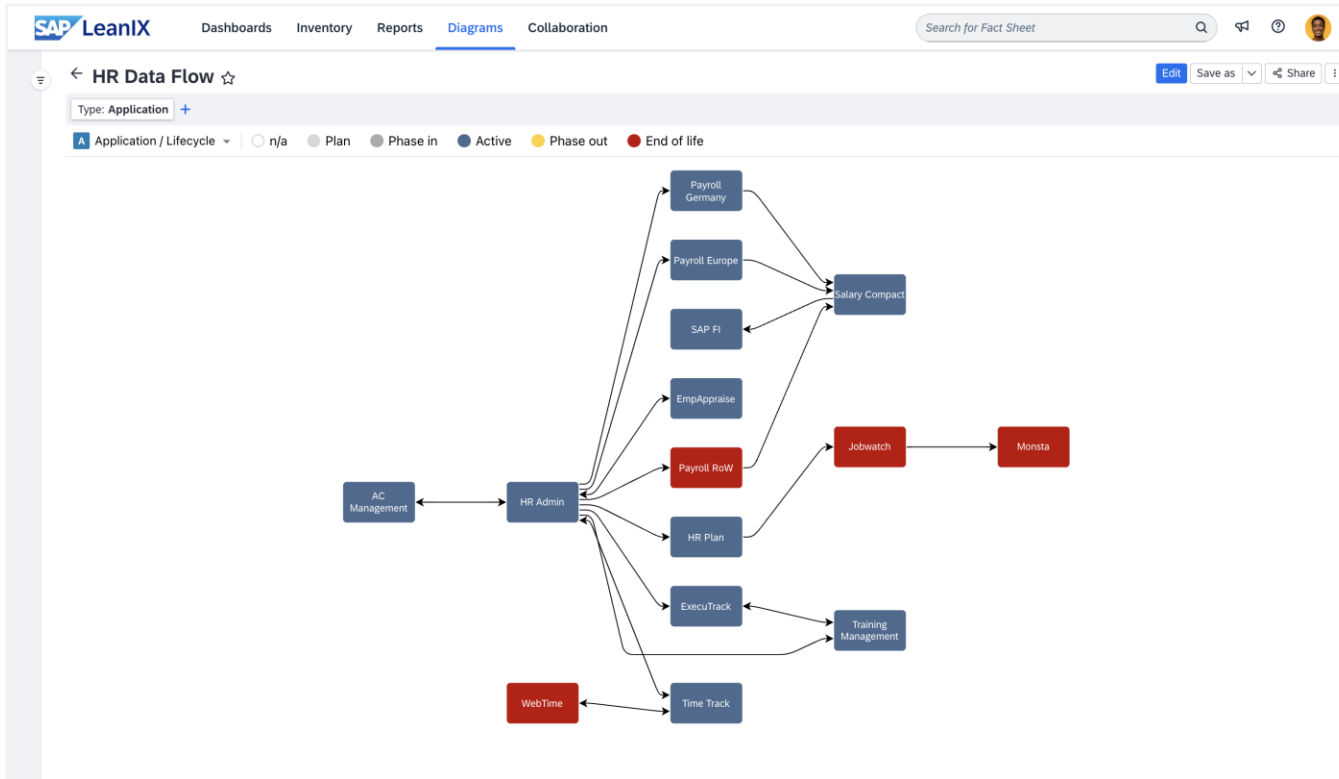 SAP LeanIX
Dashboards
Inventory
Reports
Diagrams
Collaboration
Search for Fact Sheet
HR Data Flow
Edit
Save as
Share
Type: Application
+
A
Application / Lifecycle
n/a
Plan
Phase in
Active
Phase out
End of life
Payroll
Germany
Payroll Europe
Salary Compact
SAP FI
EmpAppraise
Jobwatch
Monsta
Payroll RoW
AC
Management
HR Admin
HR Plan
ExecuTrack
Training
Management
WebTime
Time Track